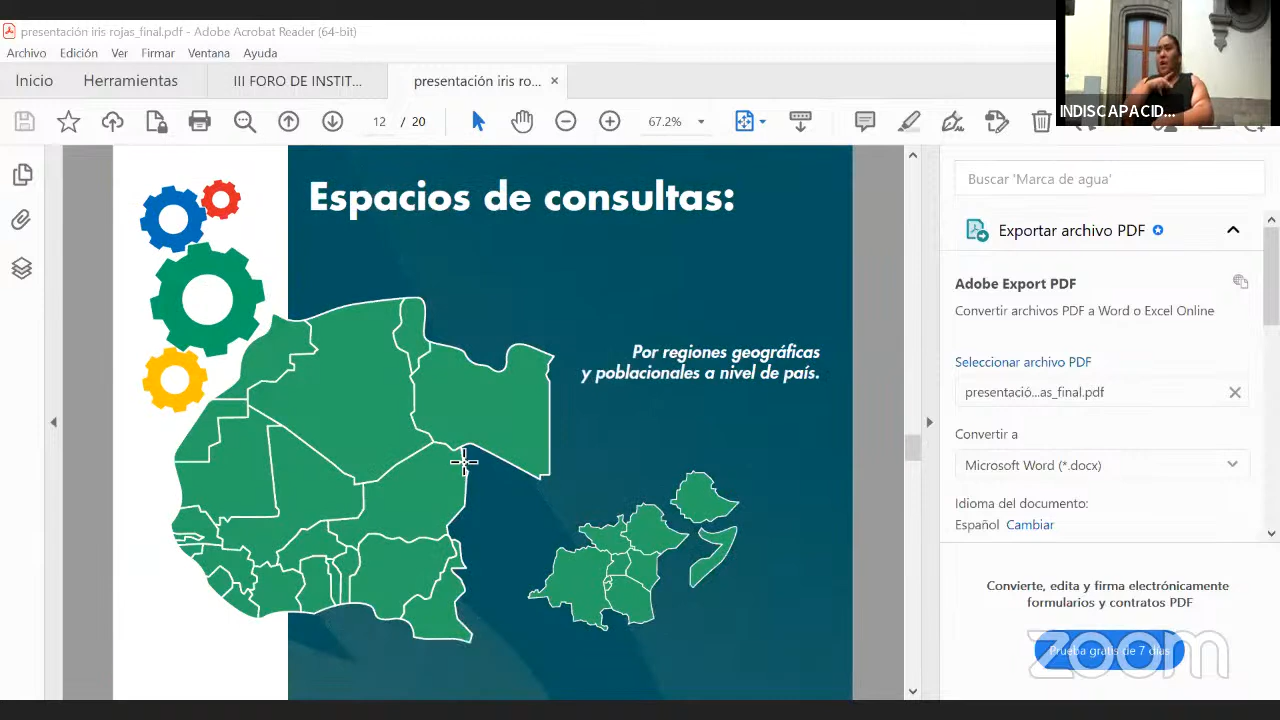 presentación iris rojas_final.pdf - Adobe Acrobat Reader (64-bit)
Archivo Edición Ver Firmar Ventana Ayuda
Inicio Herramientas III FORO DE INSTIT... presentación iris ro... ×
12 / 20 67.2%
INDISCAPACID...
Espacios de consultas:
Por regiones geográficas
y poblacionales a nivel de país.
Buscar 'Marca de agua'
Exportar archivo PDF
Adobe Export PDF
Convertir archivos PDF a Word o Excel Online
Seleccionar archivo PDF
presentació...as_final.pdf
Convertir a
Microsoft Word (*.docx)
Idioma del documento:
Español Cambiar
Convierte, edita y firma electrónicamente
formularios y contratos PDF
Prueba gratis de 7 días
zoom